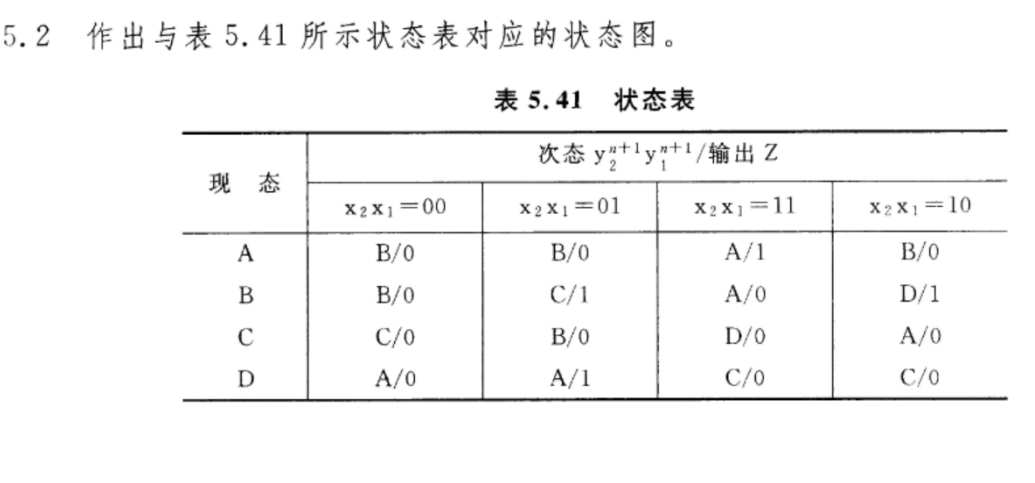 5.2 作出与表 5.41 所示状态表对应的状态图。
表 5.41 状态表
现 态 次态 y₂ⁿ⁺¹y₁ⁿ⁺¹/输出 Z
x₂x₁=00 x₂x₁=01 x₂x₁=11 x₂x₁=10
A B/0 B/0 A/1 B/0
B B/0 C/1 A/0 D/1
C C/0 B/0 D/0 A/0
D A/0 A/1 C/0 C/0